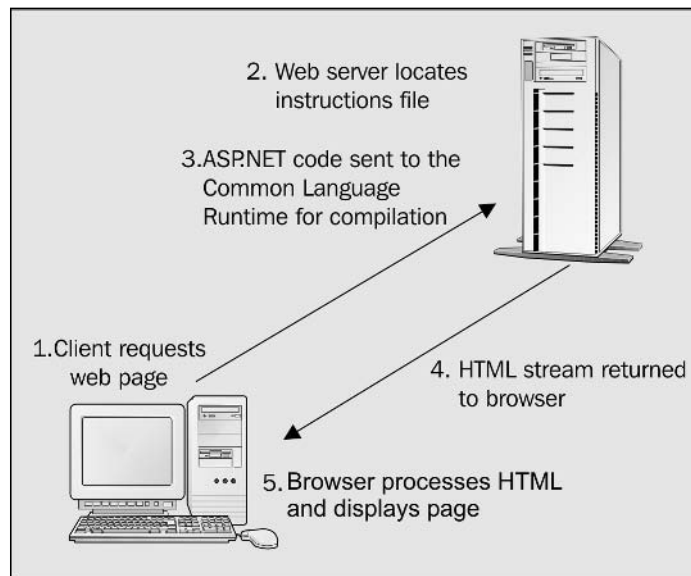 2. Web server locates
instructions file
3.ASP.NET code sent to the
Common Language
Runtime for compilation
1.Client requests
web page
4. HTML stream returned
to browser
5. Browser processes HTML
and displays page